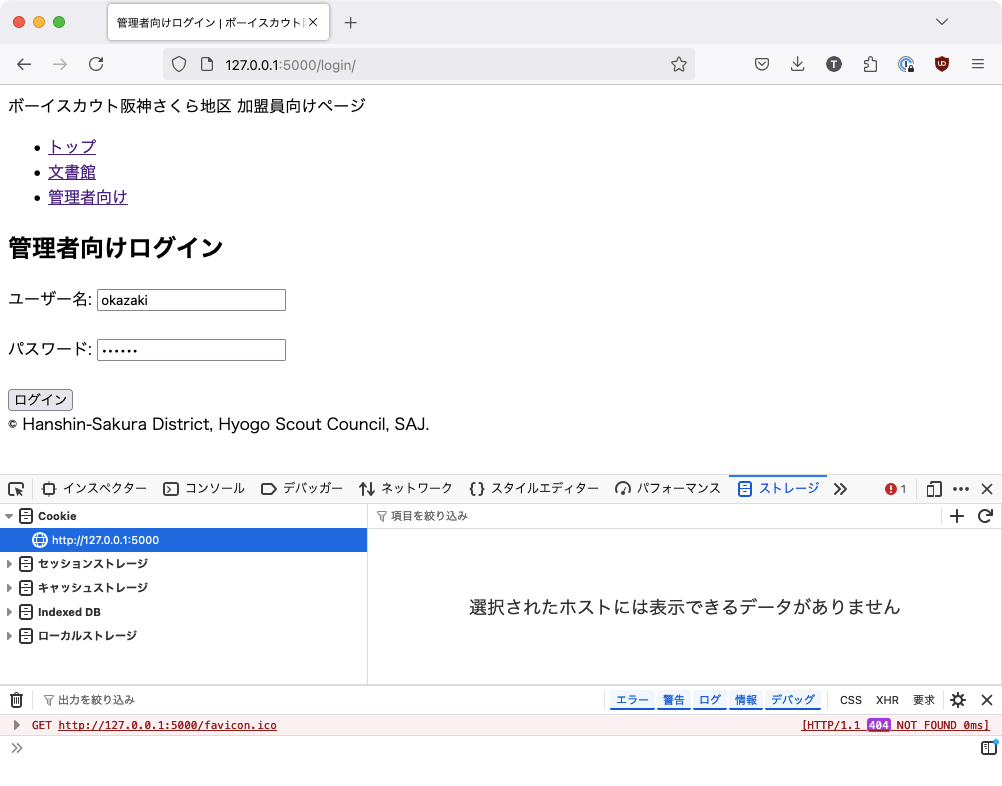 管理者向けログイン | ボーイスカウト
127.0.0.1:5000/login/
ボーイスカウト阪神さくら地区 加盟員向けページ
• トップ
• 文書館
• 管理者向け
管理者向けログイン
ユーザー名: okazaki
パスワード: ••••••
ログイン
© Hanshin-Sakura District, Hyogo Scout Council, SAJ.
インスペクター コンソール デバッガー ネットワーク スタイルエディター パフォーマンス ストレージ 1
Cookie 項目を絞り込み
http://127.0.0.1:5000
セッションストレージ
キャッシュストレージ
Indexed DB
ローカルストレージ
選択されたホストには表示できるデータがありません
出力を絞り込み エラー 警告 ログ 情報 デバッグ CSS XHR 要求
GET http://127.0.0.1:5000/favicon.ico [HTTP/1.1 404 NOT FOUND 0ms]